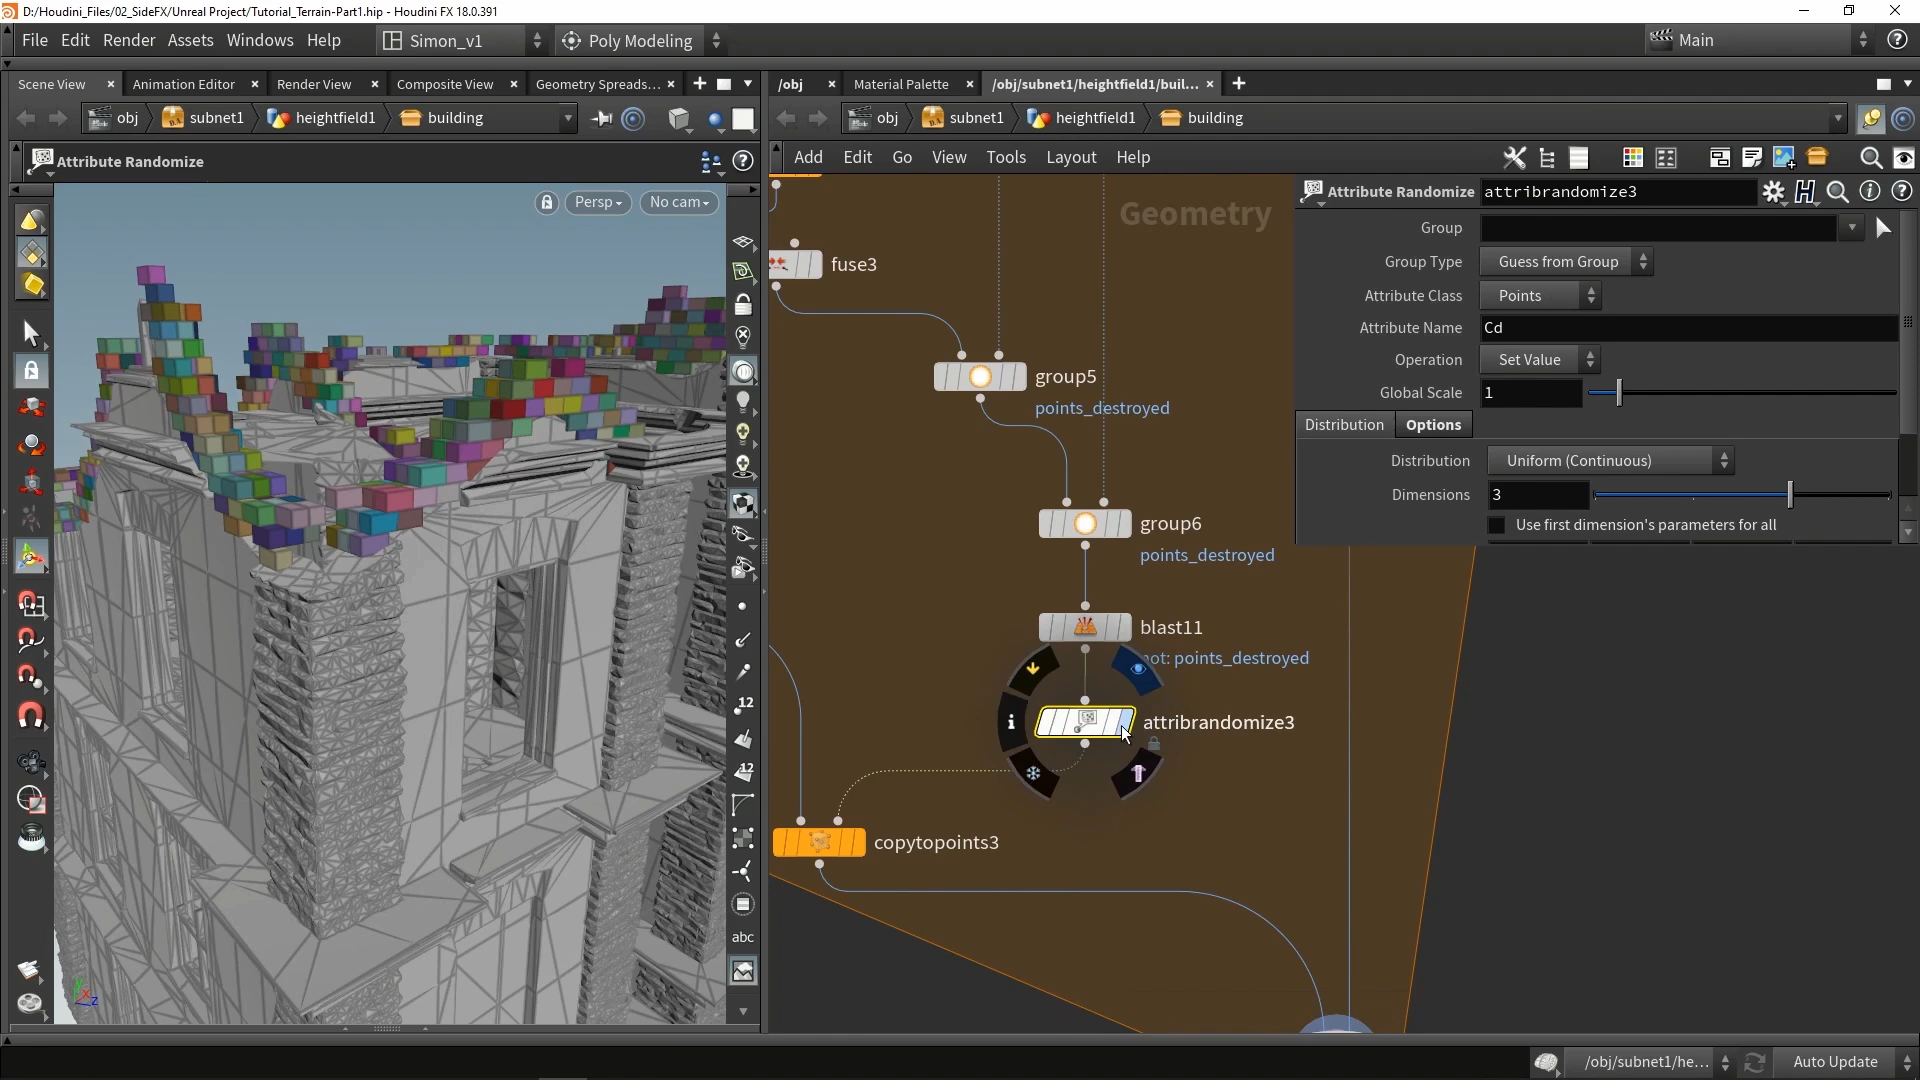 D:/Houdini_Files/02_SideFX/Unreal Project/Tutorial_Terrain-Part1.hip - Houdini FX 18.0.391
File Edit Render Assets Windows Help Simon_v1 Poly Modeling Main
Scene View Animation Editor Render View Composite View Geometry Spreads... /obj Material Palette /obj/subnet1/heightfield1/buil...
obj subnet1 heightfield1 building obj subnet1 heightfield1 building
Add Edit Go View Tools Layout Help
Attribute Randomize
Attribute Randomize attribrandomize3
Persp No cam
Geometry
Group
Group Type Guess from Group
Attribute Class Points
Attribute Name Cd
Operation Set Value
Global Scale 1
Distribution Options
Distribution Uniform (Continuous)
Dimensions 3
Use first dimension's parameters for all
fuse3
group5
points_destroyed
group6
points_destroyed
blast11
not: points_destroyed
attribrandomize3
copytopoints3
12
12
abc
y
x
z
/obj/subnet1/he... Auto Update